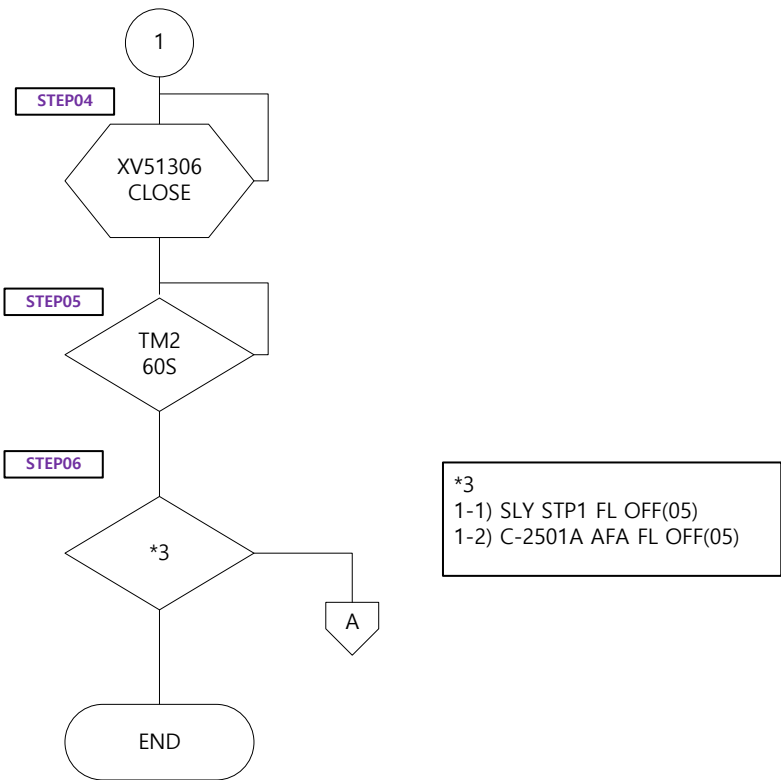 1
STEP04
XV51306
CLOSE
STEP05
TM2
60S
STEP06
*3
A
END
*3
1-1) SLY STP1 FL OFF(05)
1-2) C-2501A AFA FL OFF(05)